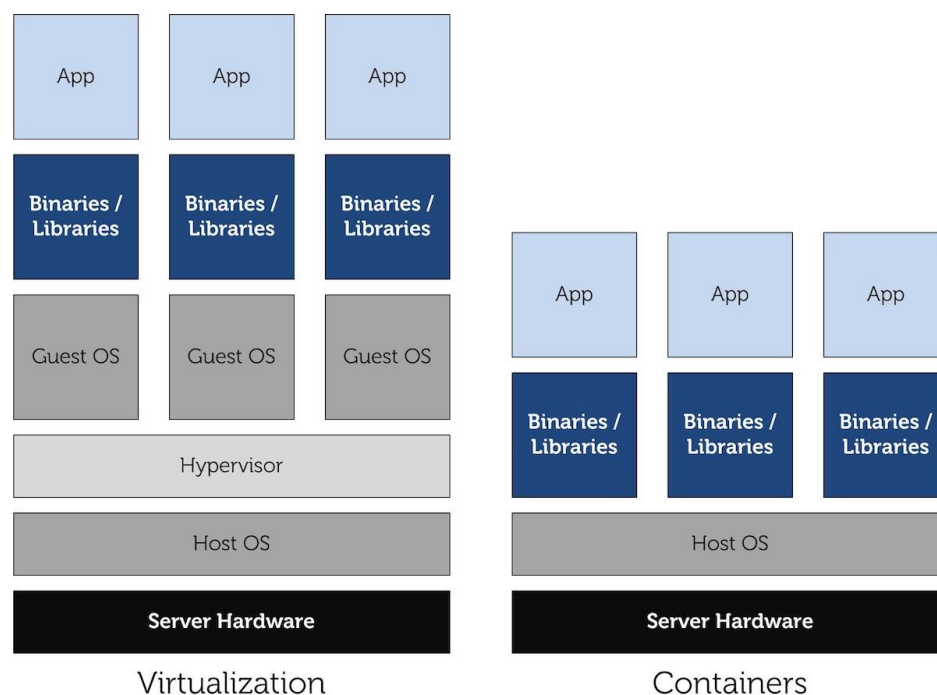 App App App
Binaries / Binaries / Binaries /
Libraries Libraries Libraries
App App App
Guest OS Guest OS Guest OS
Binaries / Binaries / Binaries /
Libraries Libraries Libraries
Hypervisor
Host OS Host OS
Server Hardware Server Hardware
Virtualization Containers